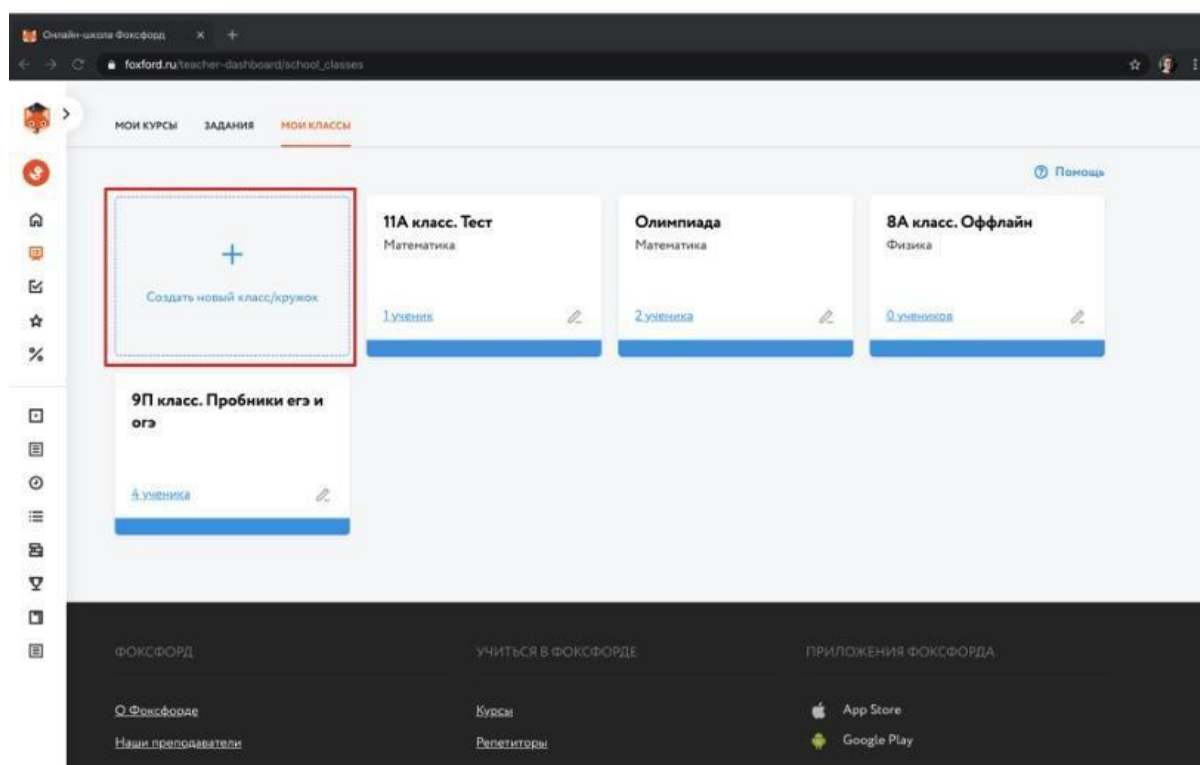 Онлайн-школа Фоксфорд
foxford.ru/teacher-dashboard/school_classes
МОИ КУРСЫ ЗАДАНИЯ МОИ КЛАССЫ
Помощь
Создать новый класс/кружок
11А класс. Тест
Математика
1 ученик
Олимпиада
Математика
2 ученика
8А класс. Оффлайн
Физика
0 учеников
9П класс. Пробники егэ и
огэ
4 ученика
ФОКСФОРД
О Фоксфорде
Наши преподаватели
УЧИТЬСЯ В ФОКСФОРДЕ
Курсы
Репетиторы
ПРИЛОЖЕНИЯ ФОКСФОРДА
App Store
Google Play